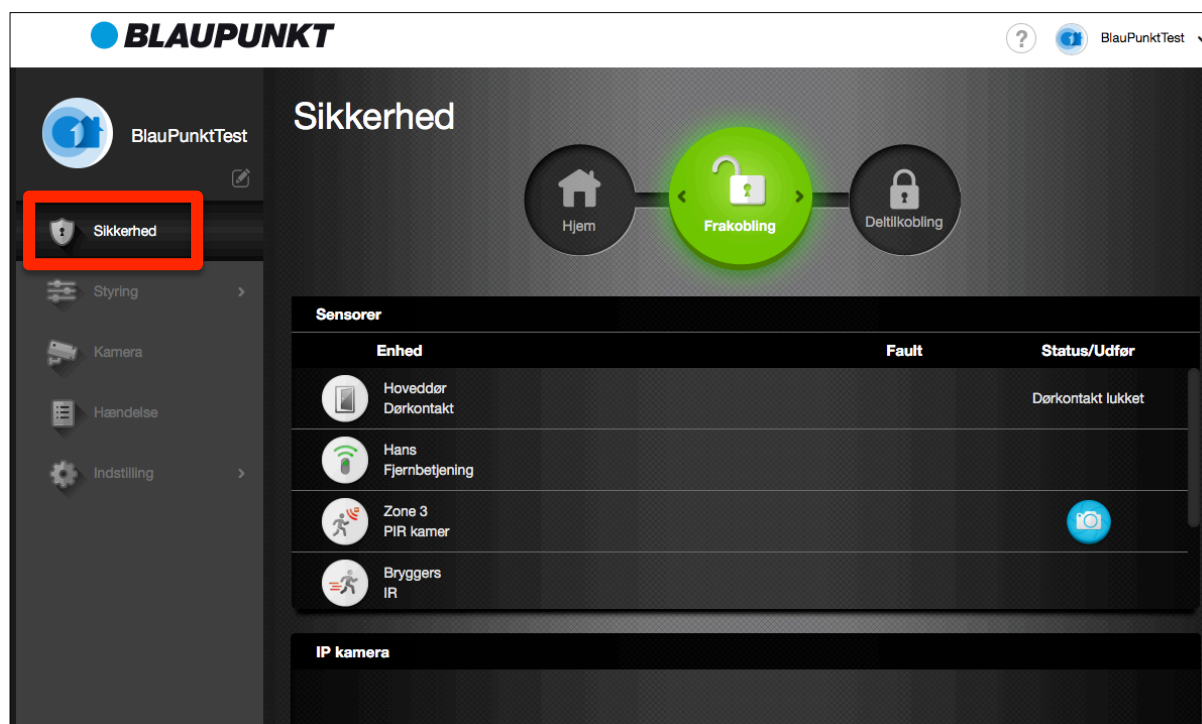 BLAUPUNKT
? BlauPunktTest
BlauPunktTest
Sikkerhed
Styring
Kamera
Hændelse
Indstilling
Sikkerhed
Hjem
Frakobling
Deltilkobling
Sensorer
Enhed Fault Status/Udfør
Hoveddør
Dørkontakt
Dørkontakt lukket
Hans
Fjernbetjening
Zone 3
PIR kamer
Bryggers
IR
IP kamera